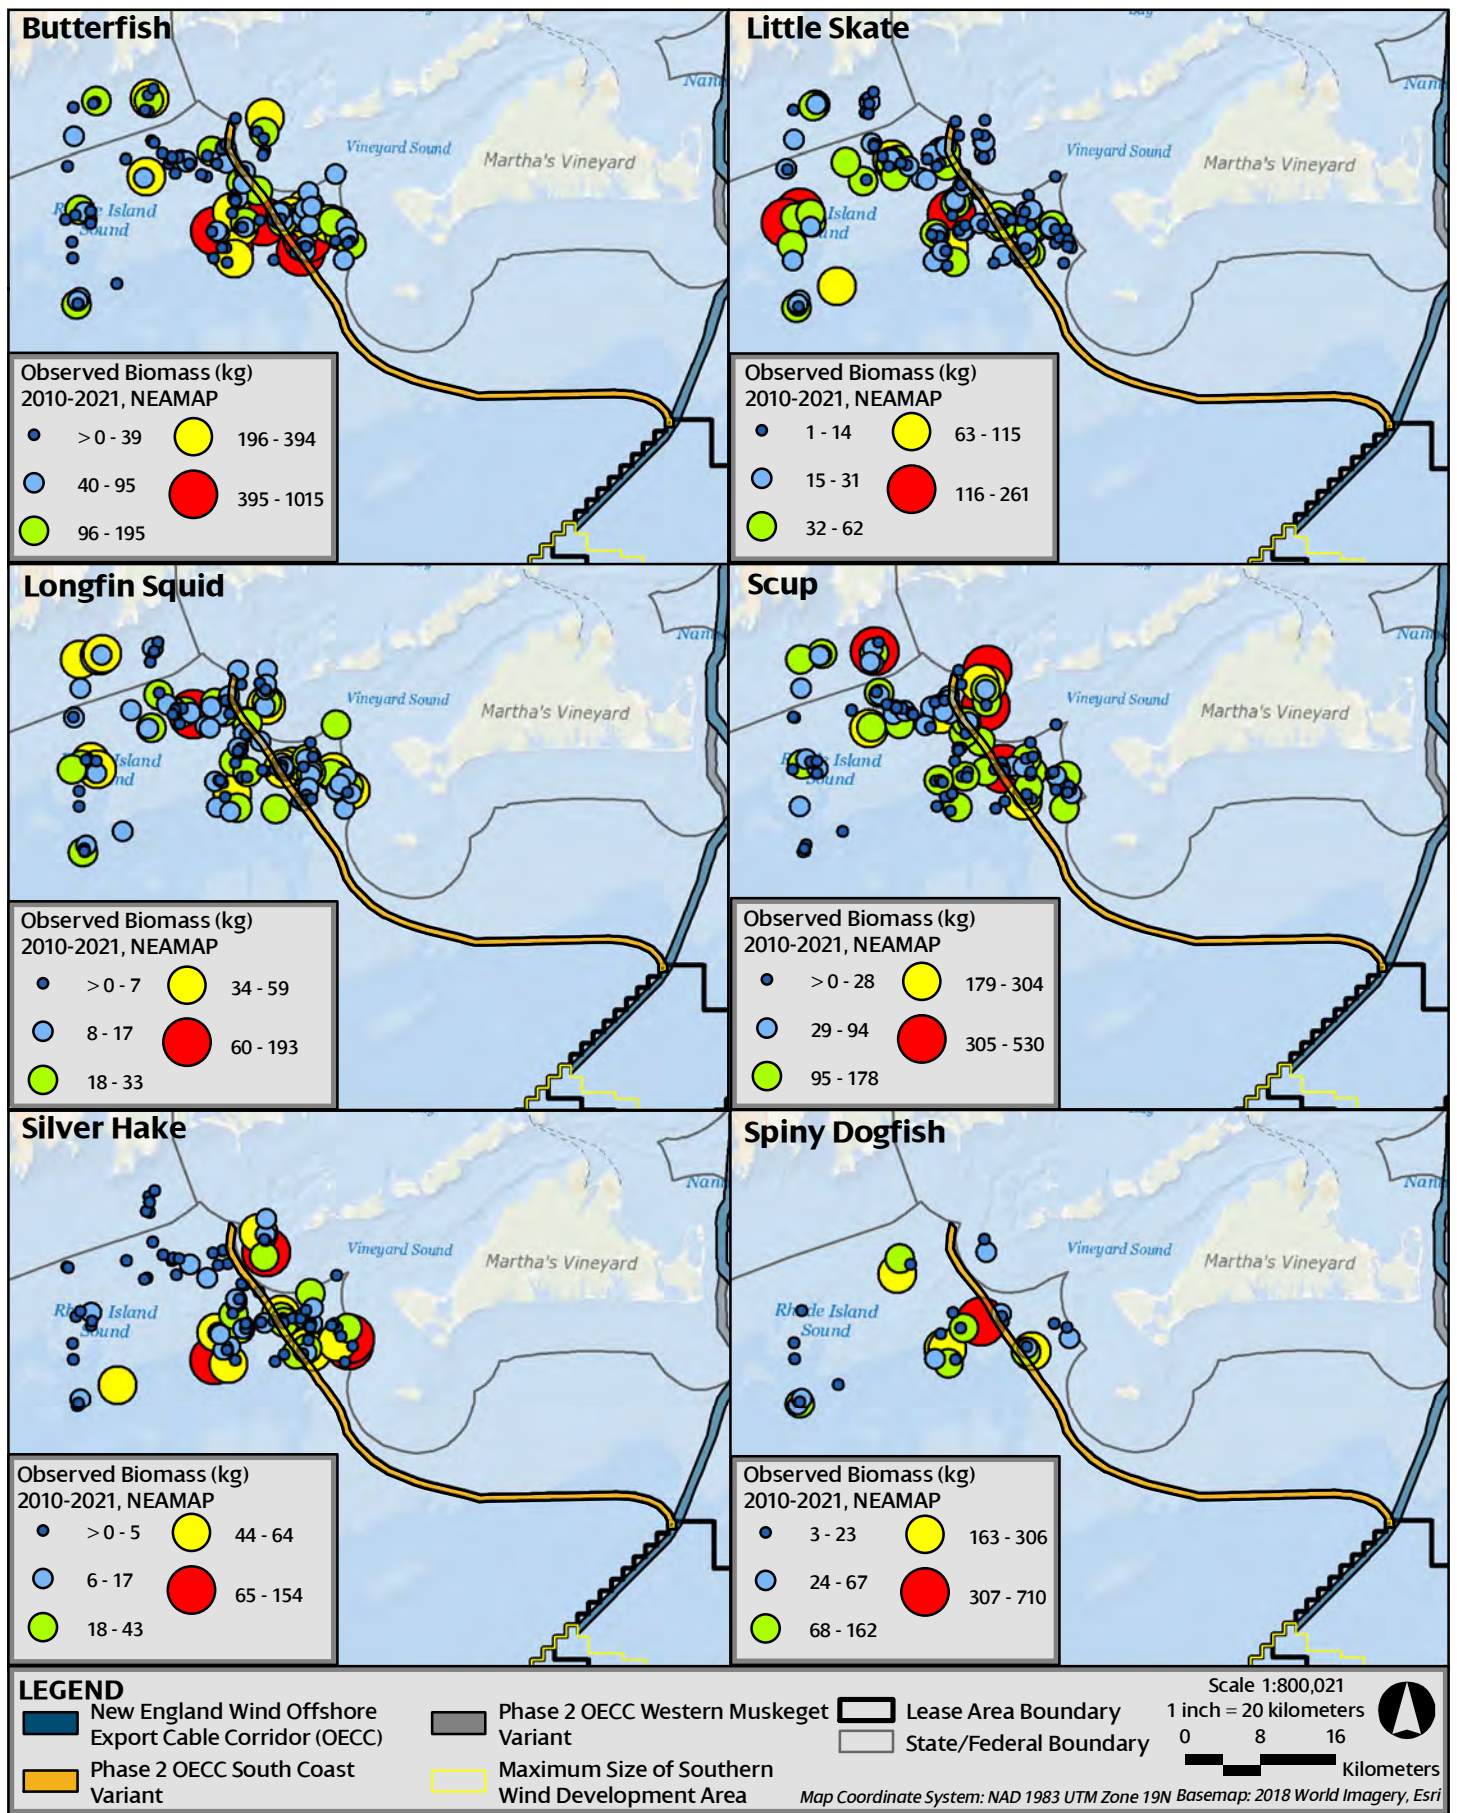 Butterfish
Vineyard Sound
Martha's Vineyard
Island
Sound
Observed Biomass (kg)
2010-2021, NEAMAP
> 0 - 39
40 - 95
96 - 195
196 - 394
395 - 1015
Little Skate
Vineyard Sound
Martha's Vineyard
Island
Observed Biomass (kg)
2010-2021, NEAMAP
1 - 14
15 - 31
32 - 62
63 - 115
116 - 261
Longfin Squid
Vineyard Sound
Martha's Vineyard
Observed Biomass (kg)
2010-2021, NEAMAP
> 0 - 7
8 - 17
18 - 33
34 - 59
60 - 193
Scup
Vineyard Sound
Martha's Vineyard
Island
Sound
Observed Biomass (kg)
2010-2021, NEAMAP
> 0 - 28
29 - 94
95 - 178
179 - 304
305 - 530
Silver Hake
Vineyard Sound
Martha's Vineyard
Island
Sound
Observed Biomass (kg)
2010-2021, NEAMAP
> 0 - 5
6 - 17
18 - 43
44 - 64
65 - 154
Spiny Dogfish
Vineyard Sound
Martha's Vineyard
Rhode Island
Sound
Observed Biomass (kg)
2010-2021, NEAMAP
3 - 23
24 - 67
68 - 162
163 - 306
307 - 710
LEGEND
New England Wind Offshore
Export Cable Corridor (OECC)
Phase 2 OECC South Coast
Variant
Phase 2 OECC Western Muskeget
Variant
Maximum Size of Southern
Wind Development Area
Lease Area Boundary
State/Federal Boundary
Scale 1:800,021
1 inch = 20 kilometers
0 8 16
Kilometers
Map Coordinate System: NAD 1983 UTM Zone 19N Basemap: 2018 World Imagery, Esri